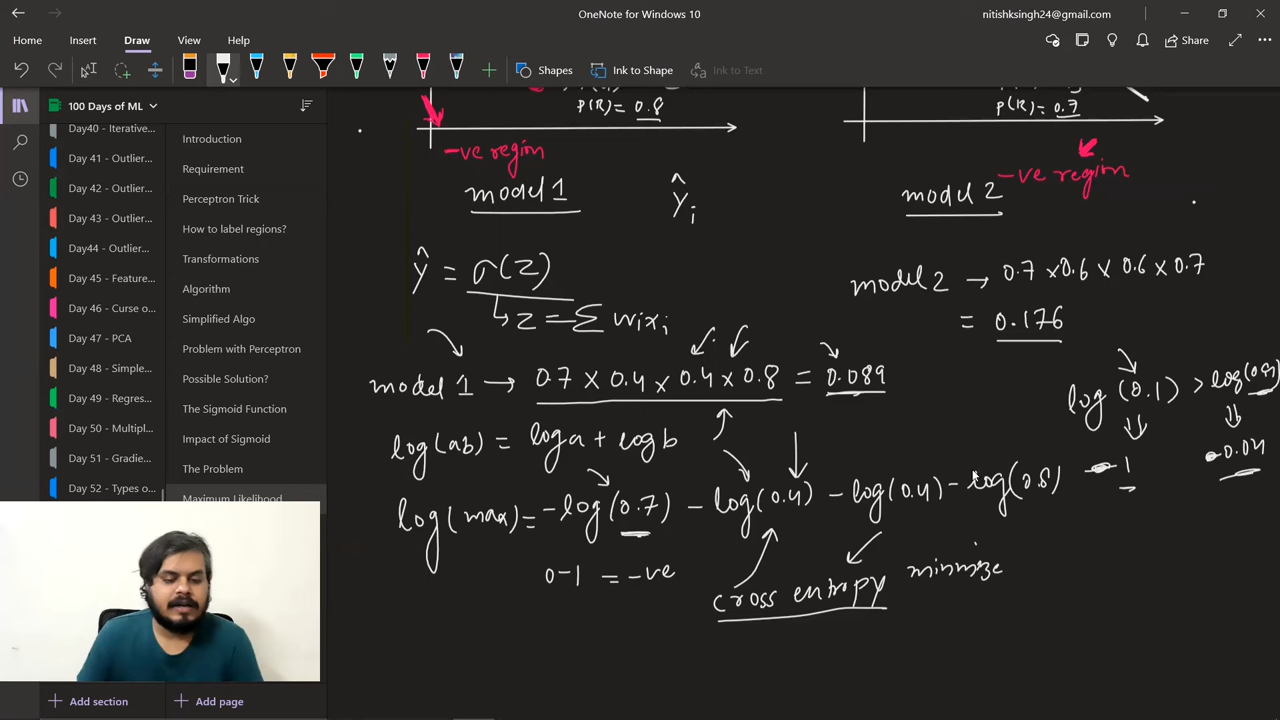 OneNote for Windows 10
nitishksingh24@gmail.com
Home Insert Draw View Help
Shapes Ink to Shape Ink to Text Share
100 Days of ML
Day40 - Iterative...
Day 41 - Outlier...
Day 42 - Outlier...
Day 43 - Outlier...
Day44 - Outlier...
Day 45 - Feature...
Day 46 - Curse o...
Day 47 - PCA
Day 48 - Simple...
Day 49 - Regres...
Day 50 - Multipl...
Day 51 - Gradie...
Day 52 - Types o...
Add section
Introduction
Requirement
Perceptron Trick
How to label regions?
Transformations
Algorithm
Simplified Algo
Problem with Perceptron
Possible Solution?
The Sigmoid Function
Impact of Sigmoid
The Problem
Maximum Likelihood
Add page
P(R) = 0.8
-ve region
model 1
Ŷi
P(R) = 0.7
-ve region
model 2
Ŷ = σ(z)
z = Σ wixi
model 2 → 0.7 × 0.6 × 0.6 × 0.7
= 0.176
model 1 → 0.7 × 0.4 × 0.4 × 0.8 = 0.089
log(ab) = log a + log b
log(max) = -log(0.7) - log(0.4) - log(0.4) - log(0.8)
0-1 = -ve
cross entropy minimize
log(0.1) > log(0.9)
1
-0.04